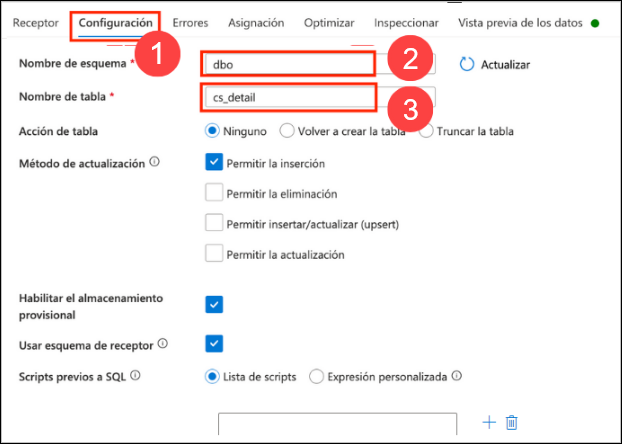 Receptor Configuración Errores Asignación Optimizar Inspeccionar Vista previa de los datos
1
Nombre de esquema * dbo 2 Actualizar
Nombre de tabla * cs_detail 3
Acción de tabla Ninguno Volver a crear la tabla Truncar la tabla
Método de actualización Permitir la inserción
Permitir la eliminación
Permitir insertar/actualizar (upsert)
Permitir la actualización
Habilitar el almacenamiento
provisional
Usar esquema de receptor
Scripts previos a SQL Lista de scripts Expresión personalizada